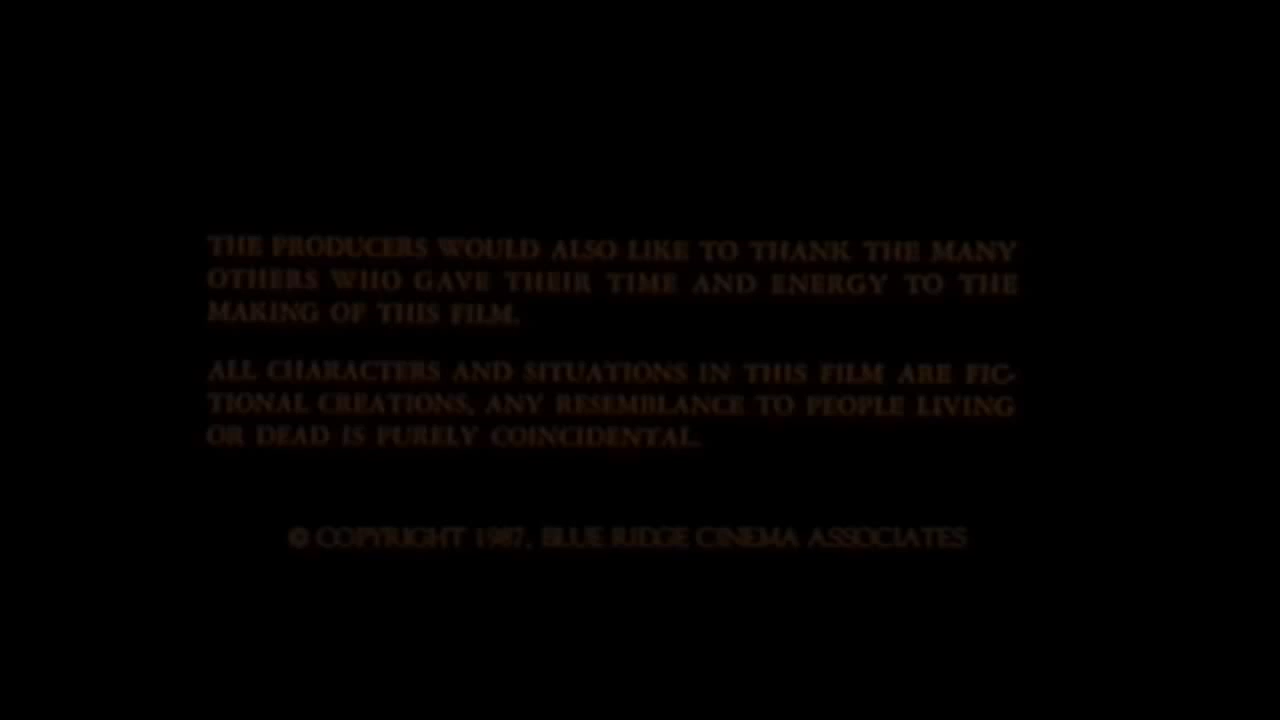 THE PRODUCERS WOULD ALSO LIKE TO THANK THE MANY
OTHERS WHO GAVE THEIR TIME AND ENERGY TO THE
MAKING OF THIS FILM.
ALL CHARACTERS AND SITUATIONS IN THIS FILM ARE FIC-
TIONAL CREATIONS, ANY RESEMBLANCE TO PEOPLE LIVING
OR DEAD IS PURELY COINCIDENTAL.
© COPYRIGHT 1987, BLUE RIDGE CINEMA ASSOCIATES